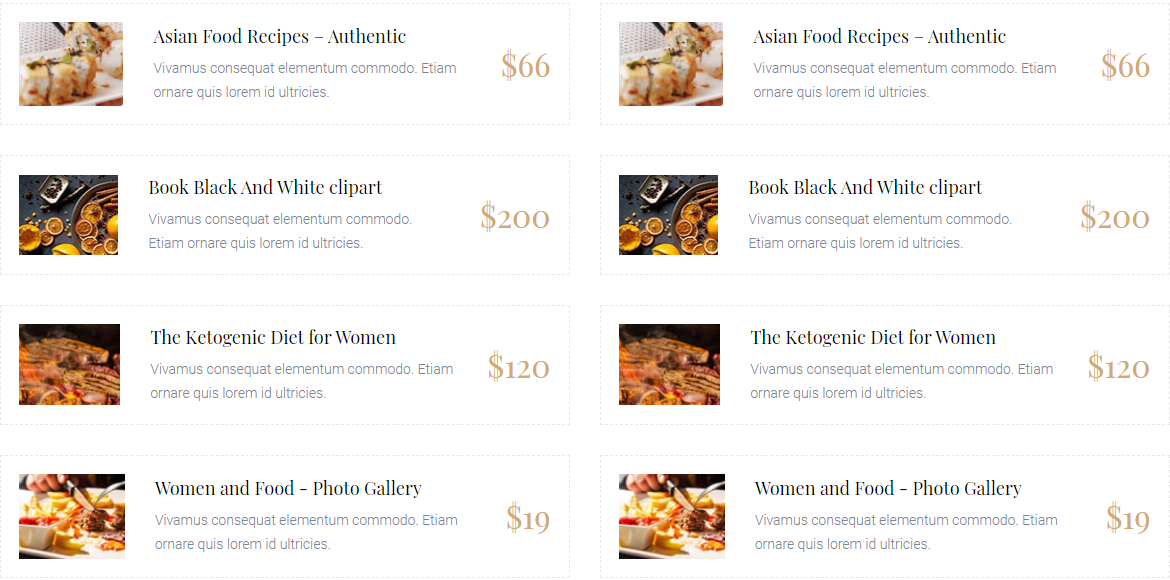 Asian Food Recipes – Authentic
Vivamus consequat elementum commodo. Etiam
ornare quis lorem id ultricies.
$66
Asian Food Recipes – Authentic
Vivamus consequat elementum commodo. Etiam
ornare quis lorem id ultricies.
$66
Book Black And White clipart
Vivamus consequat elementum commodo.
Etiam ornare quis lorem id ultricies.
$200
Book Black And White clipart
Vivamus consequat elementum commodo.
Etiam ornare quis lorem id ultricies.
$200
The Ketogenic Diet for Women
Vivamus consequat elementum commodo. Etiam
ornare quis lorem id ultricies.
$120
The Ketogenic Diet for Women
Vivamus consequat elementum commodo. Etiam
ornare quis lorem id ultricies.
$120
Women and Food - Photo Gallery
Vivamus consequat elementum commodo. Etiam
ornare quis lorem id ultricies.
$19
Women and Food - Photo Gallery
Vivamus consequat elementum commodo. Etiam
ornare quis lorem id ultricies.
$19